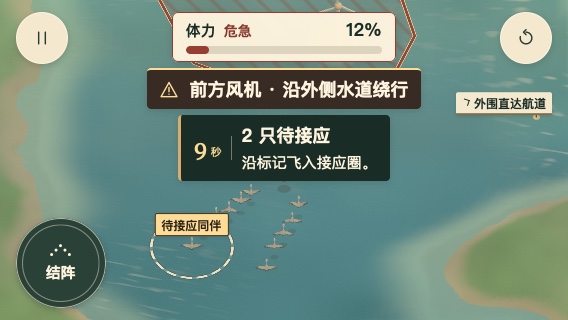 体力 危急 12%
前方风机 · 沿外侧水道绕行
外围直达航道
9秒 2 只待接应
沿标记飞入接应圈。
待接应同伴
结阵